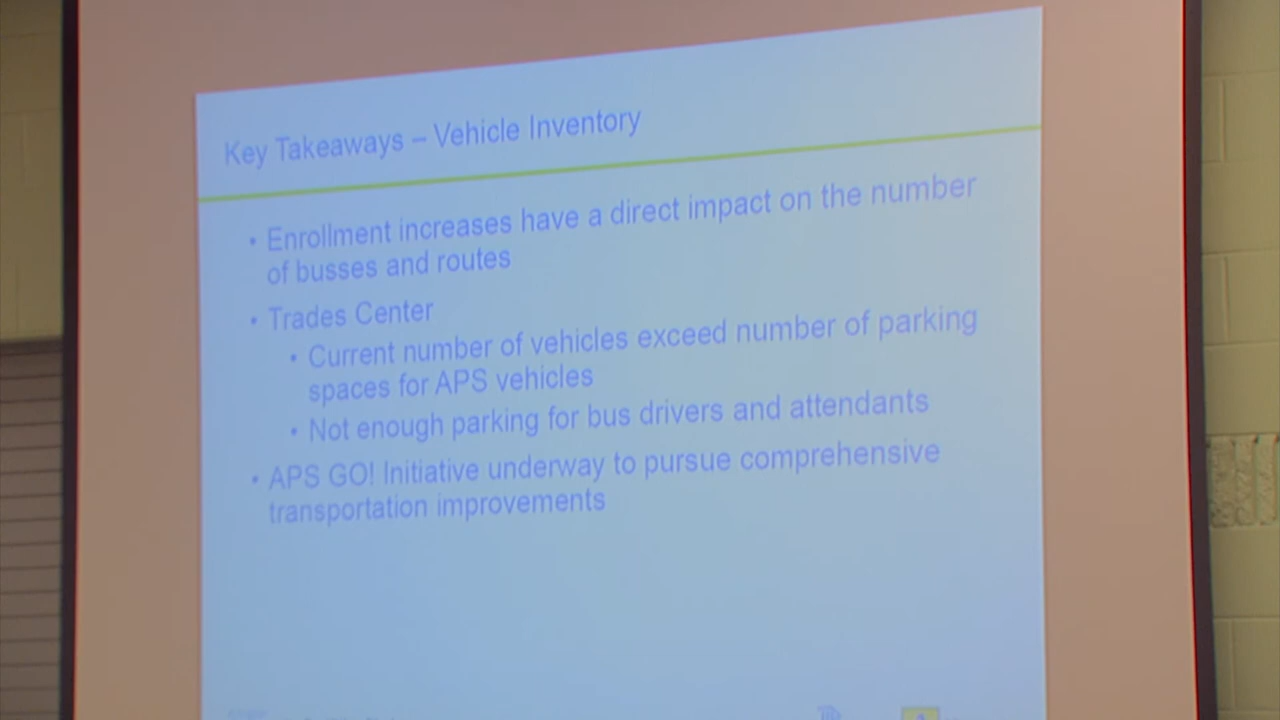 Key Takeaways – Vehicle Inventory
• Enrollment increases have a direct impact on the number
of busses and routes
• Trades Center
• Current number of vehicles exceed number of parking
spaces for APS vehicles
• Not enough parking for bus drivers and attendants
• APS GO! Initiative underway to pursue comprehensive
transportation improvements